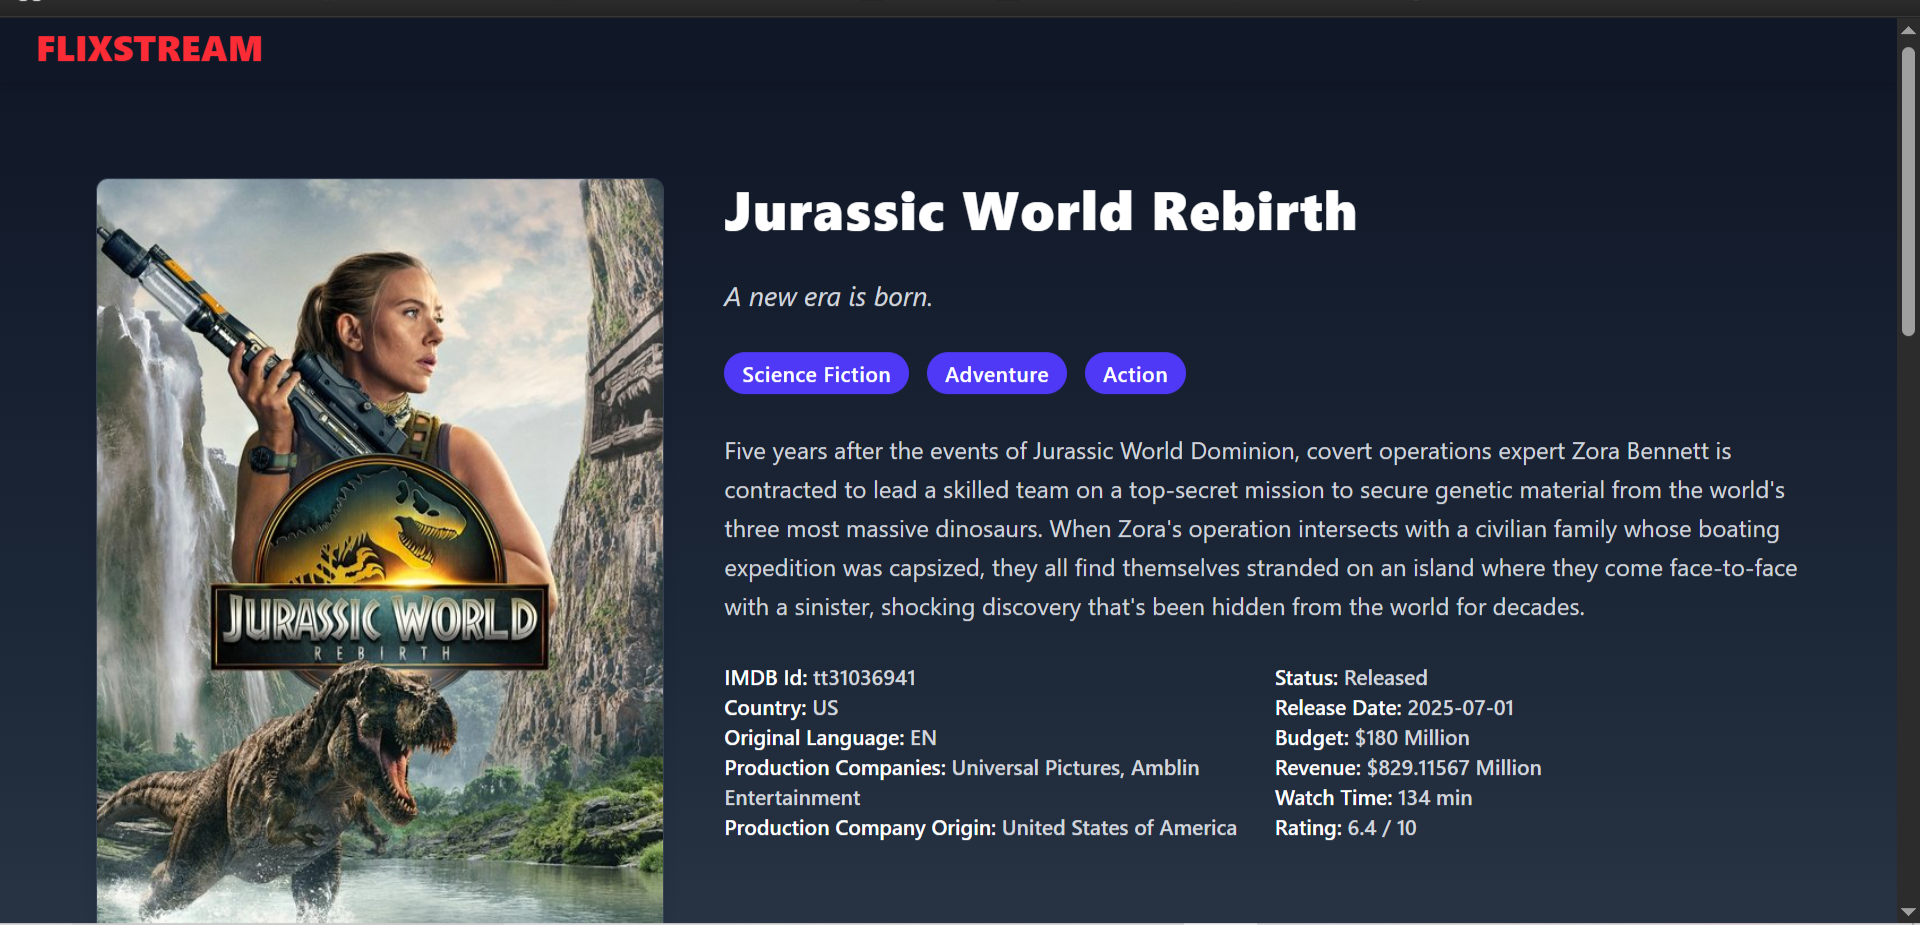 FLIXSTREAM
JURASSIC WORLD
REBIRTH
Jurassic World Rebirth
A new era is born.
Science Fiction
Adventure
Action
Five years after the events of Jurassic World Dominion, covert operations expert Zora Bennett is
contracted to lead a skilled team on a top-secret mission to secure genetic material from the world's
three most massive dinosaurs. When Zora's operation intersects with a civilian family whose boating
expedition was capsized, they all find themselves stranded on an island where they come face-to-face
with a sinister, shocking discovery that's been hidden from the world for decades.
IMDB Id: tt31036941
Country: US
Original Language: EN
Production Companies: Universal Pictures, Amblin
Entertainment
Production Company Origin: United States of America
Status: Released
Release Date: 2025-07-01
Budget: $180 Million
Revenue: $829.11567 Million
Watch Time: 134 min
Rating: 6.4 / 10